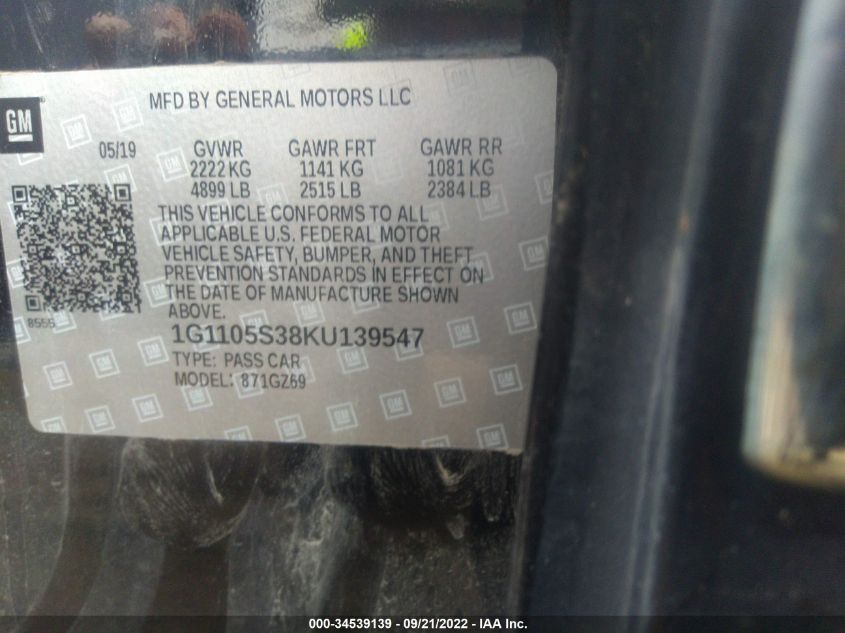 GM
MFD BY GENERAL MOTORS LLC
05/19 GVWR GAWR FRT GAWR RR
2222 KG 1141 KG 1081 KG
4899 LB 2515 LB 2384 LB
THIS VEHICLE CONFORMS TO ALL
APPLICABLE U.S. FEDERAL MOTOR
VEHICLE SAFETY, BUMPER, AND THEFT
PREVENTION STANDARDS IN EFFECT ON
THE DATE OF MANUFACTURE SHOWN
ABOVE.
8555
1G1105S38KU139547
TYPE: PASS CAR
MODEL: 871GZ69
000-34539139 - 09/21/2022 - IAA Inc.